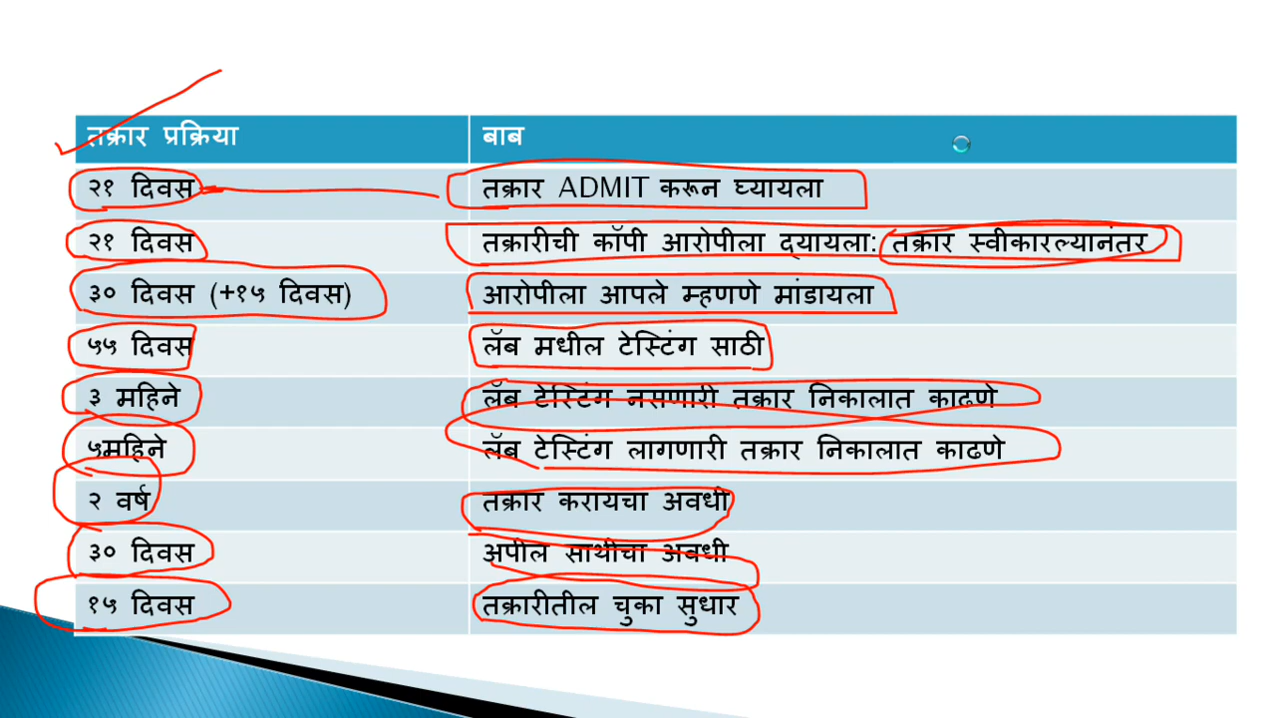 तक्रार प्रक्रिया बाब
२१ दिवस तक्रार ADMIT करून घ्यायला
२१ दिवस तक्रारीची कॉपी आरोपीला द्यायला: तक्रार स्वीकारल्यानंतर
३० दिवस (+१५ दिवस) आरोपीला आपले म्हणणे मांडायला
५५ दिवस लॅब मधील टेस्टिंग साठी
३ महिने लॅब टेस्टिंग नसणारी तक्रार निकालात काढणे
५महिने लॅब टेस्टिंग लागणारी तक्रार निकालात काढणे
२ वर्ष तक्रार करायचा अवधी
३० दिवस अपील साथीचा अवधी
१५ दिवस तक्रारीतील चुका सुधार